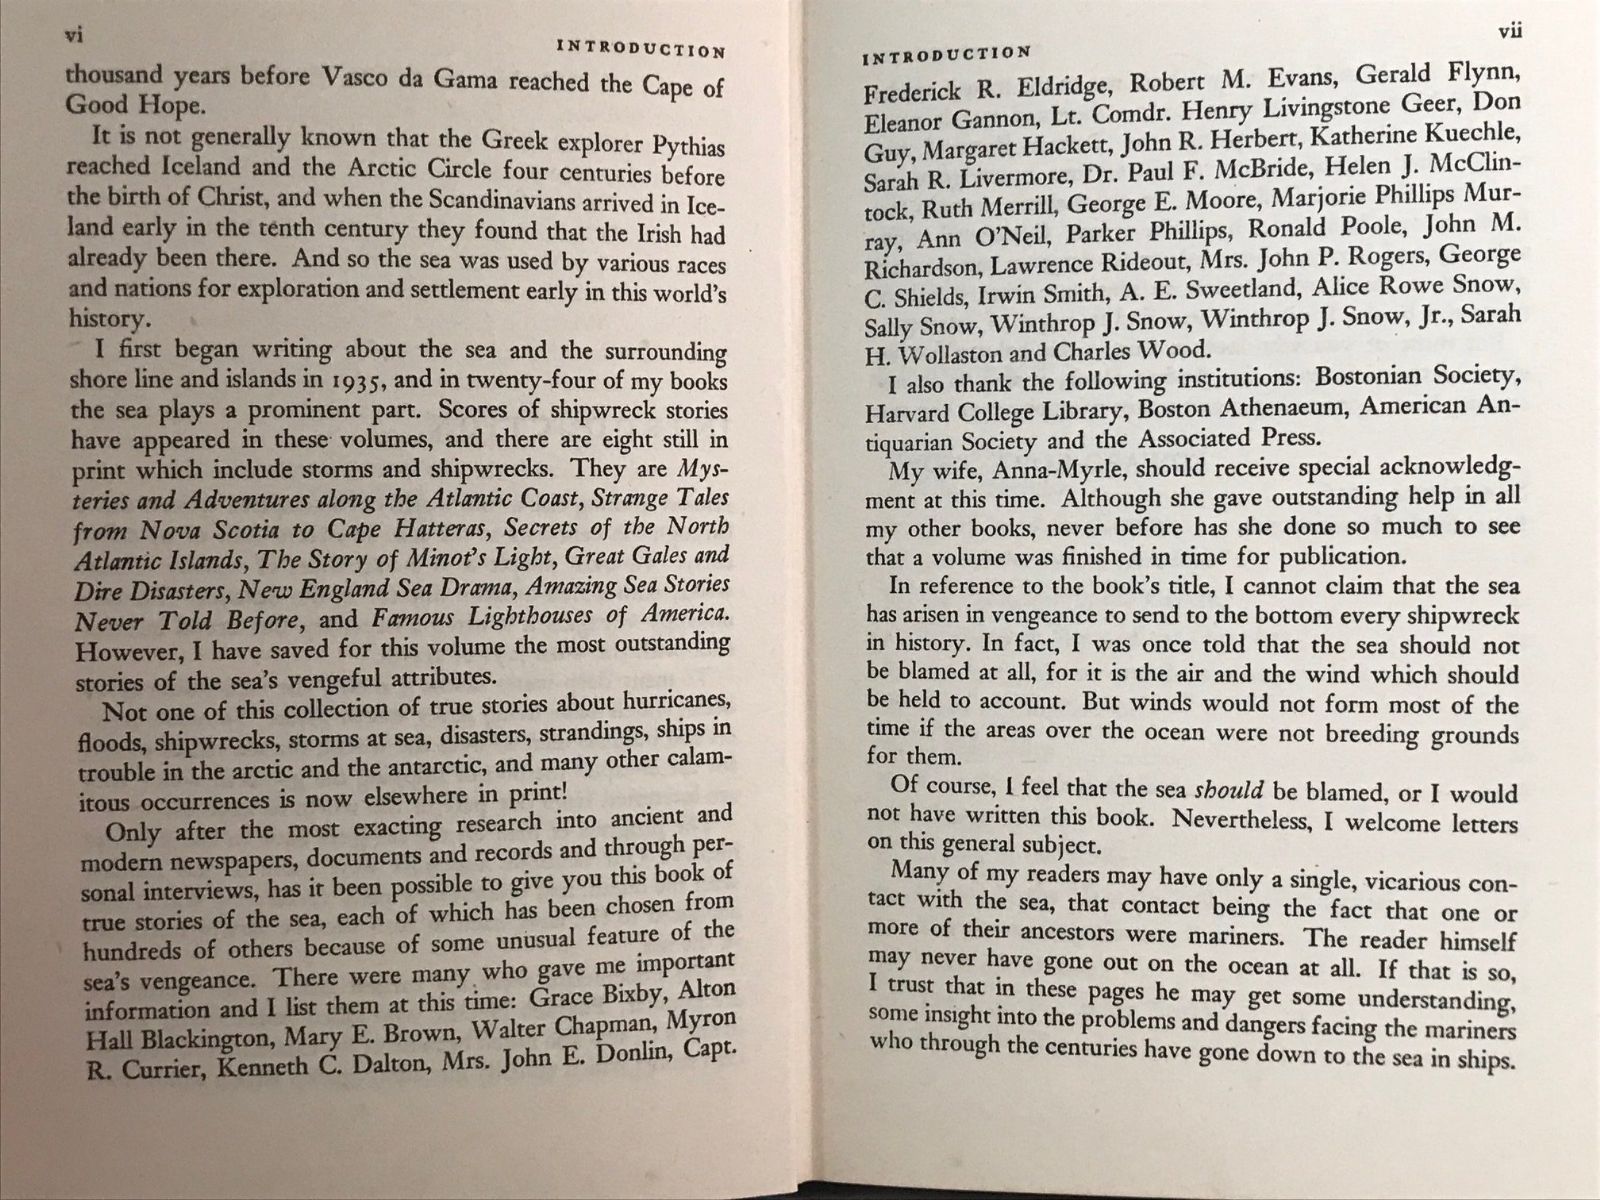 vi
INTRODUCTION
thousand years before Vasco da Gama reached the Cape of
Good Hope.
It is not generally known that the Greek explorer Pythias
reached Iceland and the Arctic Circle four centuries before
the birth of Christ, and when the Scandinavians arrived in Ice-
land early in the tenth century they found that the Irish had
already been there. And so the sea was used by various races
and nations for exploration and settlement early in this world's
history.
I first began writing about the sea and the surrounding
shore line and islands in 1935, and in twenty-four of my books
the sea plays a prominent part. Scores of shipwreck stories
have appeared in these volumes, and there are eight still in
print which include storms and shipwrecks. They are Mys-
teries and Adventures along the Atlantic Coast, Strange Tales
from Nova Scotia to Cape Hatteras, Secrets of the North
Atlantic Islands, The Story of Minot's Light, Great Gales and
Dire Disasters, New England Sea Drama, Amazing Sea Stories
Never Told Before, and Famous Lighthouses of America.
However, I have saved for this volume the most outstanding
stories of the sea's vengeful attributes.
Not one of this collection of true stories about hurricanes,
floods, shipwrecks, storms at sea, disasters, strandings, ships in
trouble in the arctic and the antarctic, and many other calam-
itous occurrences is now elsewhere in print!
Only after the most exacting research into ancient and
modern newspapers, documents and records and through per-
sonal interviews, has it been possible to give you this book of
true stories of the sea, each of which has been chosen from
hundreds of others because of some unusual feature of the
sea's vengeance. There were many who gave me important
information and I list them at this time: Grace Bixby, Alton
Hall Blackington, Mary E. Brown, Walter Chapman, Myron
R. Currier, Kenneth C. Dalton, Mrs. John E. Donlin, Capt.
INTRODUCTION
vii
Frederick R. Eldridge, Robert M. Evans, Gerald Flynn,
Eleanor Gannon, Lt. Comdr. Henry Livingstone Geer, Don
Guy, Margaret Hackett, John R. Herbert, Katherine Kuechle,
Sarah R. Livermore, Dr. Paul F. McBride, Helen J. McClin-
tock, Ruth Merrill, George E. Moore, Marjorie Phillips Mur-
ray, Ann O'Neil, Parker Phillips, Ronald Poole, John M.
Richardson, Lawrence Rideout, Mrs. John P. Rogers, George
C. Shields, Irwin Smith, A. E. Sweetland, Alice Rowe Snow,
Sally Snow, Winthrop J. Snow, Winthrop J. Snow, Jr., Sarah
H. Wollaston and Charles Wood.
I also thank the following institutions: Bostonian Society,
Harvard College Library, Boston Athenaeum, American An-
tiquarian Society and the Associated Press.
My wife, Anna-Myrle, should receive special acknowledg-
ment at this time. Although she gave outstanding help in all
my other books, never before has she done so much to see
that a volume was finished in time for publication.
In reference to the book's title, I cannot claim that the sea
has arisen in vengeance to send to the bottom every shipwreck
in history. In fact, I was once told that the sea should not
be blamed at all, for it is the air and the wind which should
be held to account. But winds would not form most of the
time if the areas over the ocean were not breeding grounds
for them.
Of course, I feel that the sea should be blamed, or I would
not have written this book. Nevertheless, I welcome letters
on this general subject.
Many of my readers may have only a single, vicarious con-
tact with the sea, that contact being the fact that one or
more of their ancestors were mariners. The reader himself
may never have gone out on the ocean at all. If that is so,
I trust that in these pages he may get some understanding,
some insight into the problems and dangers facing the mariners
who through the centuries have gone down to the sea in ships.